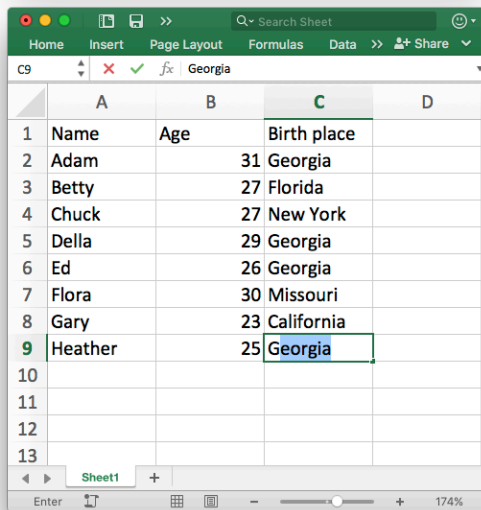 Search Sheet
Home Insert Page Layout Formulas Data >> Share
C9 fx Georgia
A B C D
1 Name Age Birth place
2 Adam 31 Georgia
3 Betty 27 Florida
4 Chuck 27 New York
5 Della 29 Georgia
6 Ed 26 Georgia
7 Flora 30 Missouri
8 Gary 23 California
9 Heather 25 Georgia
10
11
12
13
Sheet1 +
Enter - + 174%